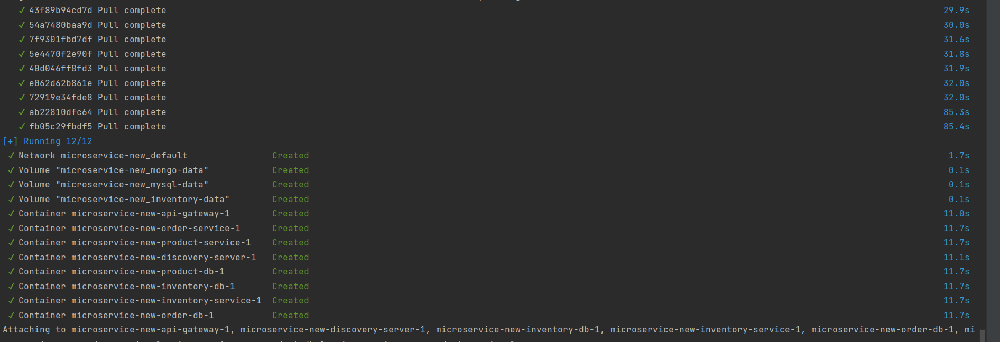 ✓ 43f89b94cd7d Pull complete 29.9s
✓ 54a7480baa9d Pull complete 30.0s
✓ 7f9301fbd7df Pull complete 31.6s
✓ 5e4470f2e90f Pull complete 31.8s
✓ 40d046ff8fd3 Pull complete 31.9s
✓ e062d62b861e Pull complete 32.0s
✓ 72919e34fde8 Pull complete 32.0s
✓ ab22810dfc64 Pull complete 85.3s
✓ fb05c29fbdf5 Pull complete 85.4s
[+] Running 12/12
✓ Network microservice-new_default Created 1.7s
✓ Volume "microservice-new_mongo-data" Created 0.1s
✓ Volume "microservice-new_mysql-data" Created 0.1s
✓ Volume "microservice-new_inventory-data" Created 0.1s
✓ Container microservice-new-api-gateway-1 Created 11.0s
✓ Container microservice-new-order-service-1 Created 11.7s
✓ Container microservice-new-product-service-1 Created 11.7s
✓ Container microservice-new-discovery-server-1 Created 11.1s
✓ Container microservice-new-product-db-1 Created 11.7s
✓ Container microservice-new-inventory-db-1 Created 11.7s
✓ Container microservice-new-inventory-service-1 Created 11.7s
✓ Container microservice-new-order-db-1 Created 11.7s
Attaching to microservice-new-api-gateway-1, microservice-new-discovery-server-1, microservice-new-inventory-db-1, microservice-new-inventory-service-1, microservice-new-order-db-1, mi